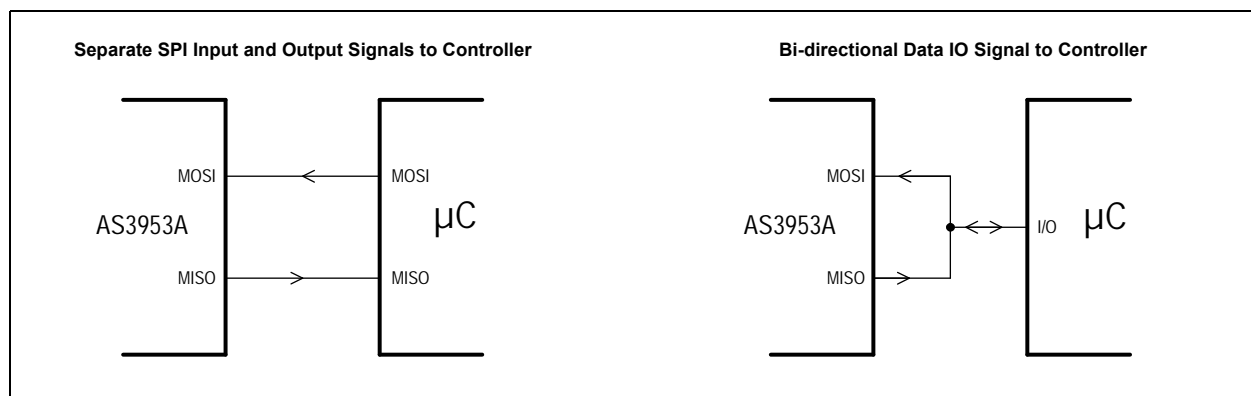 Separate SPI Input and Output Signals to Controller
Bi-directional Data IO Signal to Controller
MOSI
MOSI
AS3953A
µC
MISO
MISO
MOSI
AS3953A
I/O
µC
MISO